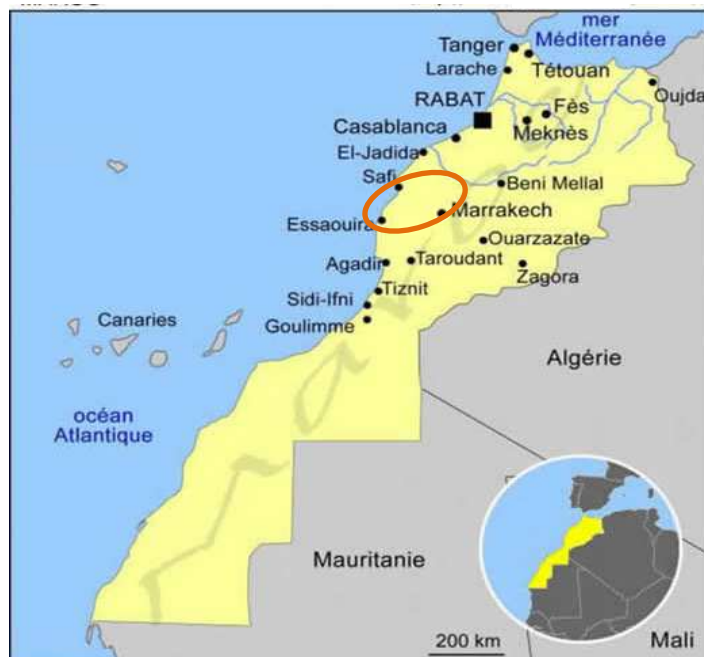 mer
Méditerranée
Tanger
Larache
Tétouan
Oujda
RABAT
Fès
Meknès
Casablanca
El-Jadida
Safi
Beni Mellal
Essaouira
Marrakech
Ouarzazate
Agadir
Taroudant
Zagora
Tiznit
Sidi-Ifni
Goulimme
Canaries
Algérie
océan
Atlantique
Mauritanie
200 km
Mali